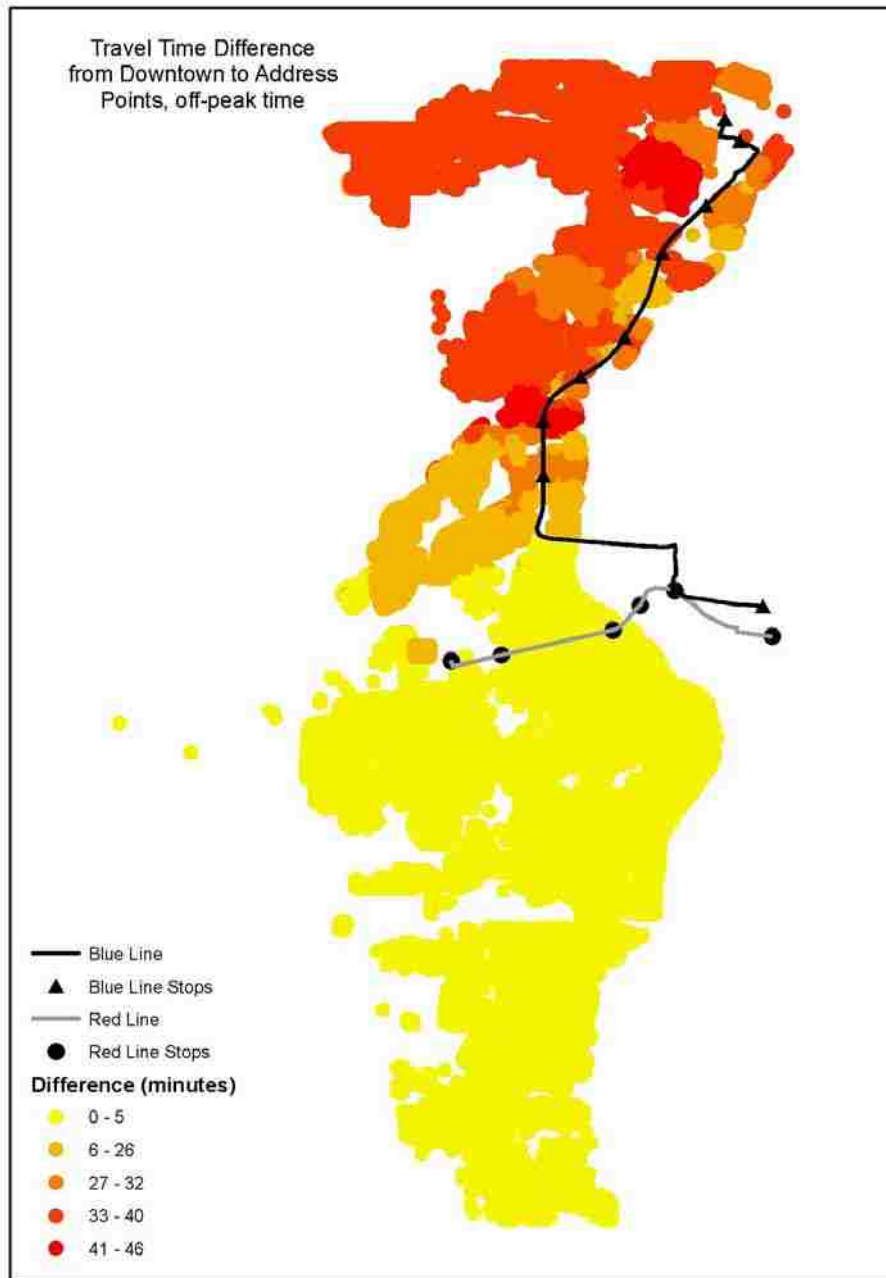 Travel Time Difference
from Downtown to Address
Points, off-peak time
Blue Line
Blue Line Stops
Red Line
Red Line Stops
Difference (minutes)
0 - 5
6 - 26
27 - 32
33 - 40
41 - 46